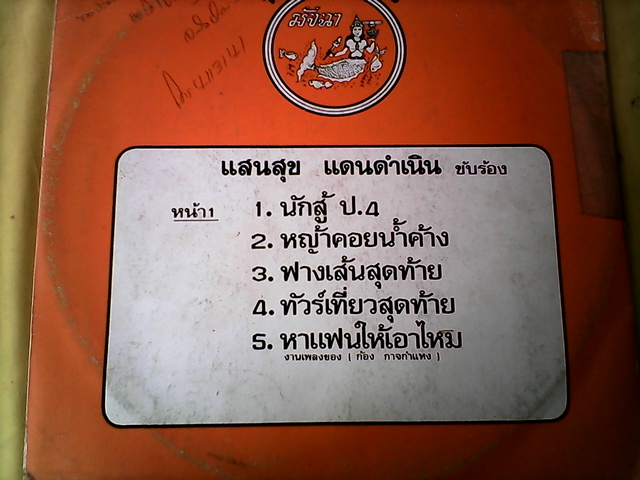 มัจฉา
แสนสุข แดนดำเนิน ขับร้อง
หน้า 1
1. นักสู้ ป.4
2. หญ้าคอยน้ำค้าง
3. ฟางเส้นสุดท้าย
4. ทัวร์เที่ยวสุดท้าย
5. หาแฟนให้เอาไหม
งานเพลงของ ( ก้อง กาจกำแหง )